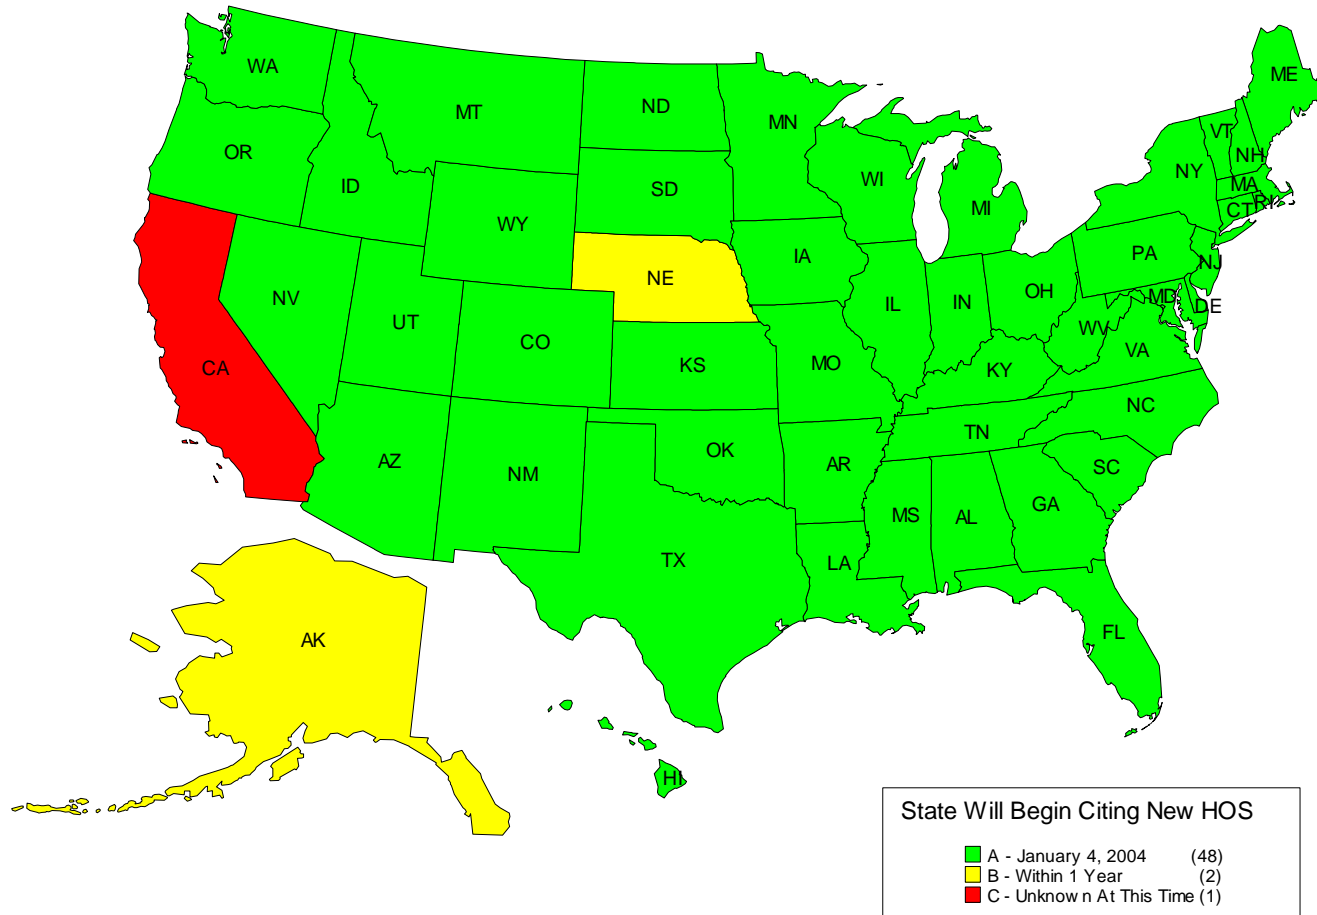 WA
ME
MT
ND
MN
VT
OR
NH
NY
WI
ID
SD
MA
RI
CT
MI
WY
PA
IA
NJ
NE
OH
NV
IL
IN
MD
DE
UT
WV
CO
VA
MO
KS
CA
KY
NC
TN
OK
AZ
AR
SC
NM
GA
MS
AL
TX
LA
FL
AK
HI
State Will Begin Citing New HOS
A - January 4, 2004 (48)
B - Within 1 Year (2)
C - Unknown At This Time (1)